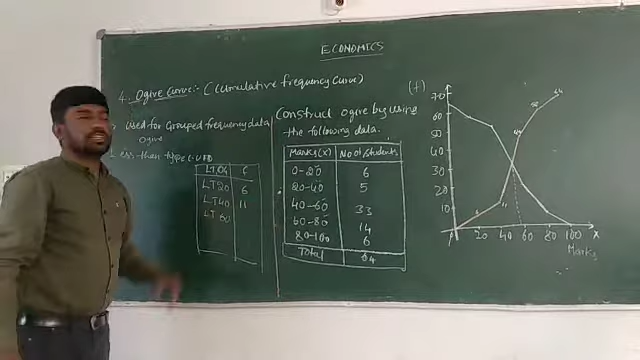 ECONOMICS
4. Ogive Curve:- (Cumulative frequency Curve)
Used for Grouped frequency data
Ogive
Less than type
LT 20 6
LT 40 11
LT 60
Construct ogive by using
the following data.
Marks(x) No of Students
0-20 6
20-40 5
40-60 33
60-80 14
80-100 6
Total 64
(f)
70
60
50
40
30
20
10
20 40 60 80 100 X
Marks